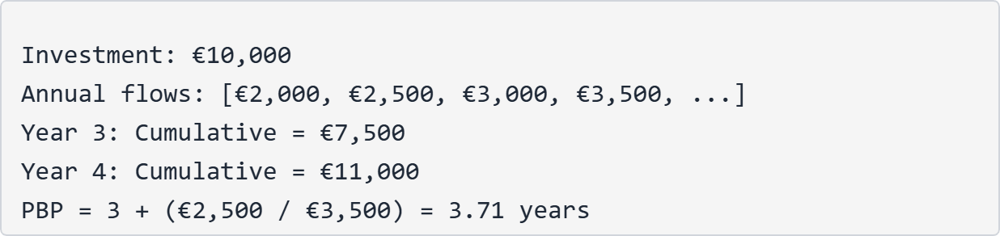 Investment: €10,000
Annual flows: [€2,000, €2,500, €3,000, €3,500, ...]
Year 3: Cumulative = €7,500
Year 4: Cumulative = €11,000
PBP = 3 + (€2,500 / €3,500) = 3.71 years